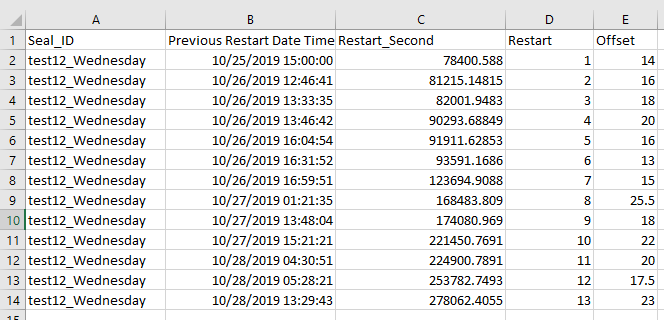 A B C D E
1 Seal_ID Previous Restart Date Time Restart_Second Restart Offset
2 test12_Wednesday 10/25/2019 15:00:00 78400.588 1 14
3 test12_Wednesday 10/26/2019 12:46:41 81215.14815 2 16
4 test12_Wednesday 10/26/2019 13:33:35 82001.9483 3 18
5 test12_Wednesday 10/26/2019 13:46:42 90293.68849 4 20
6 test12_Wednesday 10/26/2019 16:04:54 91911.62853 5 16
7 test12_Wednesday 10/26/2019 16:31:52 93591.1686 6 13
8 test12_Wednesday 10/26/2019 16:59:51 123694.9088 7 15
9 test12_Wednesday 10/27/2019 01:21:35 168483.809 8 25.5
10 test12_Wednesday 10/27/2019 13:48:04 174080.969 9 18
11 test12_Wednesday 10/27/2019 15:21:21 221450.7691 10 22
12 test12_Wednesday 10/28/2019 04:30:51 224900.7891 11 20
13 test12_Wednesday 10/28/2019 05:28:21 253782.7493 12 17.5
14 test12_Wednesday 10/28/2019 13:29:43 278062.4055 13 23
15